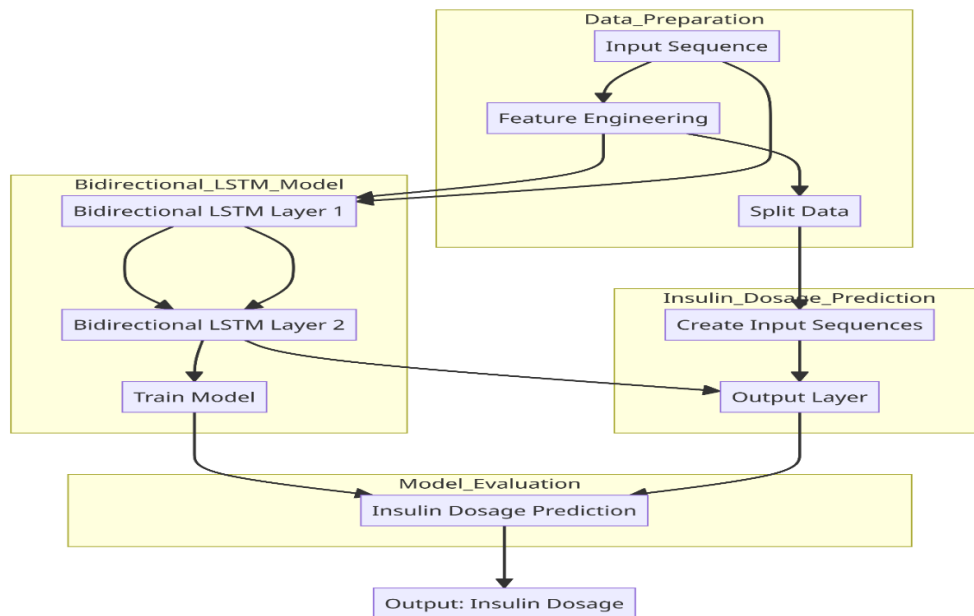 Data_Preparation
Input Sequence
Feature Engineering
Bidirectional_LSTM_Model
Bidirectional LSTM Layer 1
Split Data
Insulin_Dosage_Prediction
Bidirectional LSTM Layer 2
Create Input Sequences
Train Model
Output Layer
Model_Evaluation
Insulin Dosage Prediction
Output: Insulin Dosage